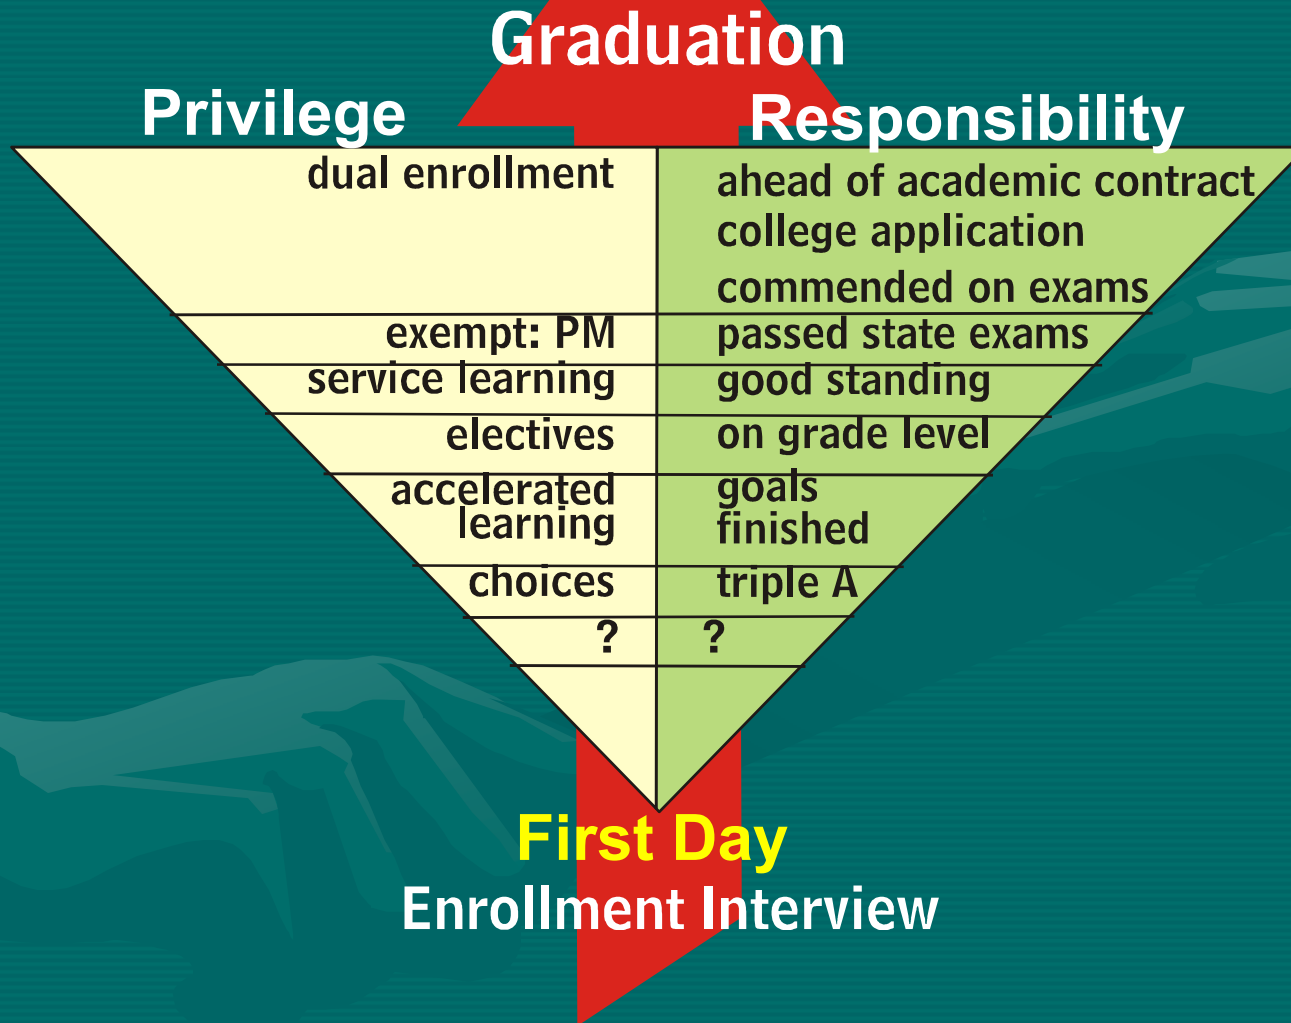 Graduation
Privilege
Responsibility
dual enrollment
ahead of academic contract
college application
commended on exams
exempt: PM
passed state exams
service learning
good standing
electives
on grade level
accelerated
learning
goals
finished
choices
triple A
?
?
First Day
Enrollment Interview